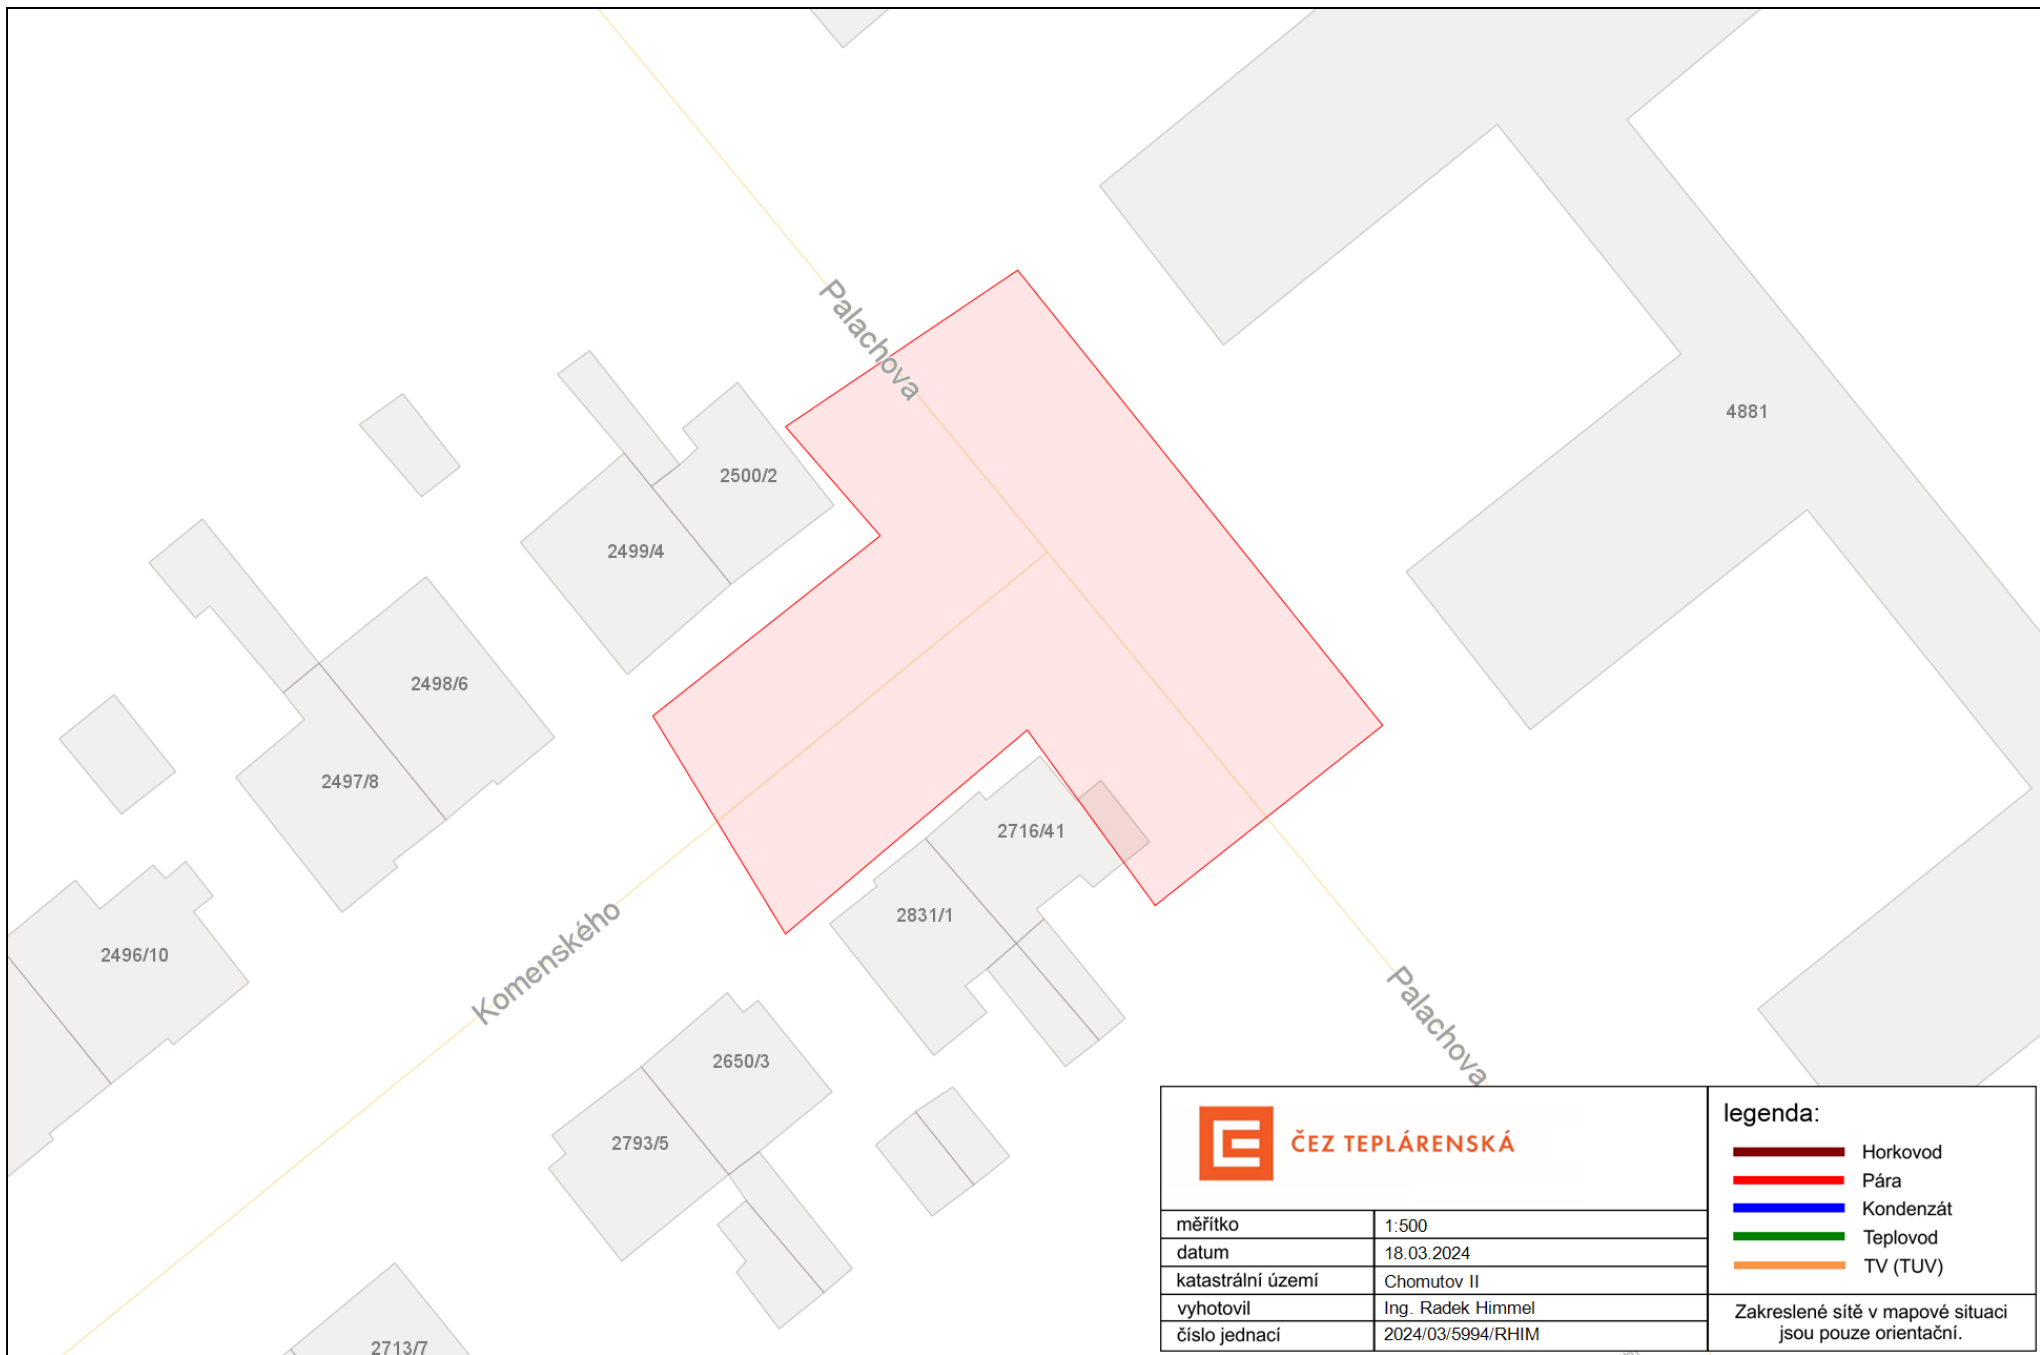 Palachova
4881
2500/2
2499/4
2498/6
2497/8
2716/41
2831/1
2496/10
Komenského
Palachova
2650/3
2793/5
2713/7
ČEZ TEPLÁRENSKÁ
měřítko 1:500
datum 18.03.2024
katastrální území Chomutov II
vyhotovil Ing. Radek Himmel
číslo jednací 2024/03/5994/RHIM
legenda:
Horkovod
Pára
Kondenzát
Teplovod
TV (TUV)
Zakreslené sítě v mapové situaci
jsou pouze orientační.